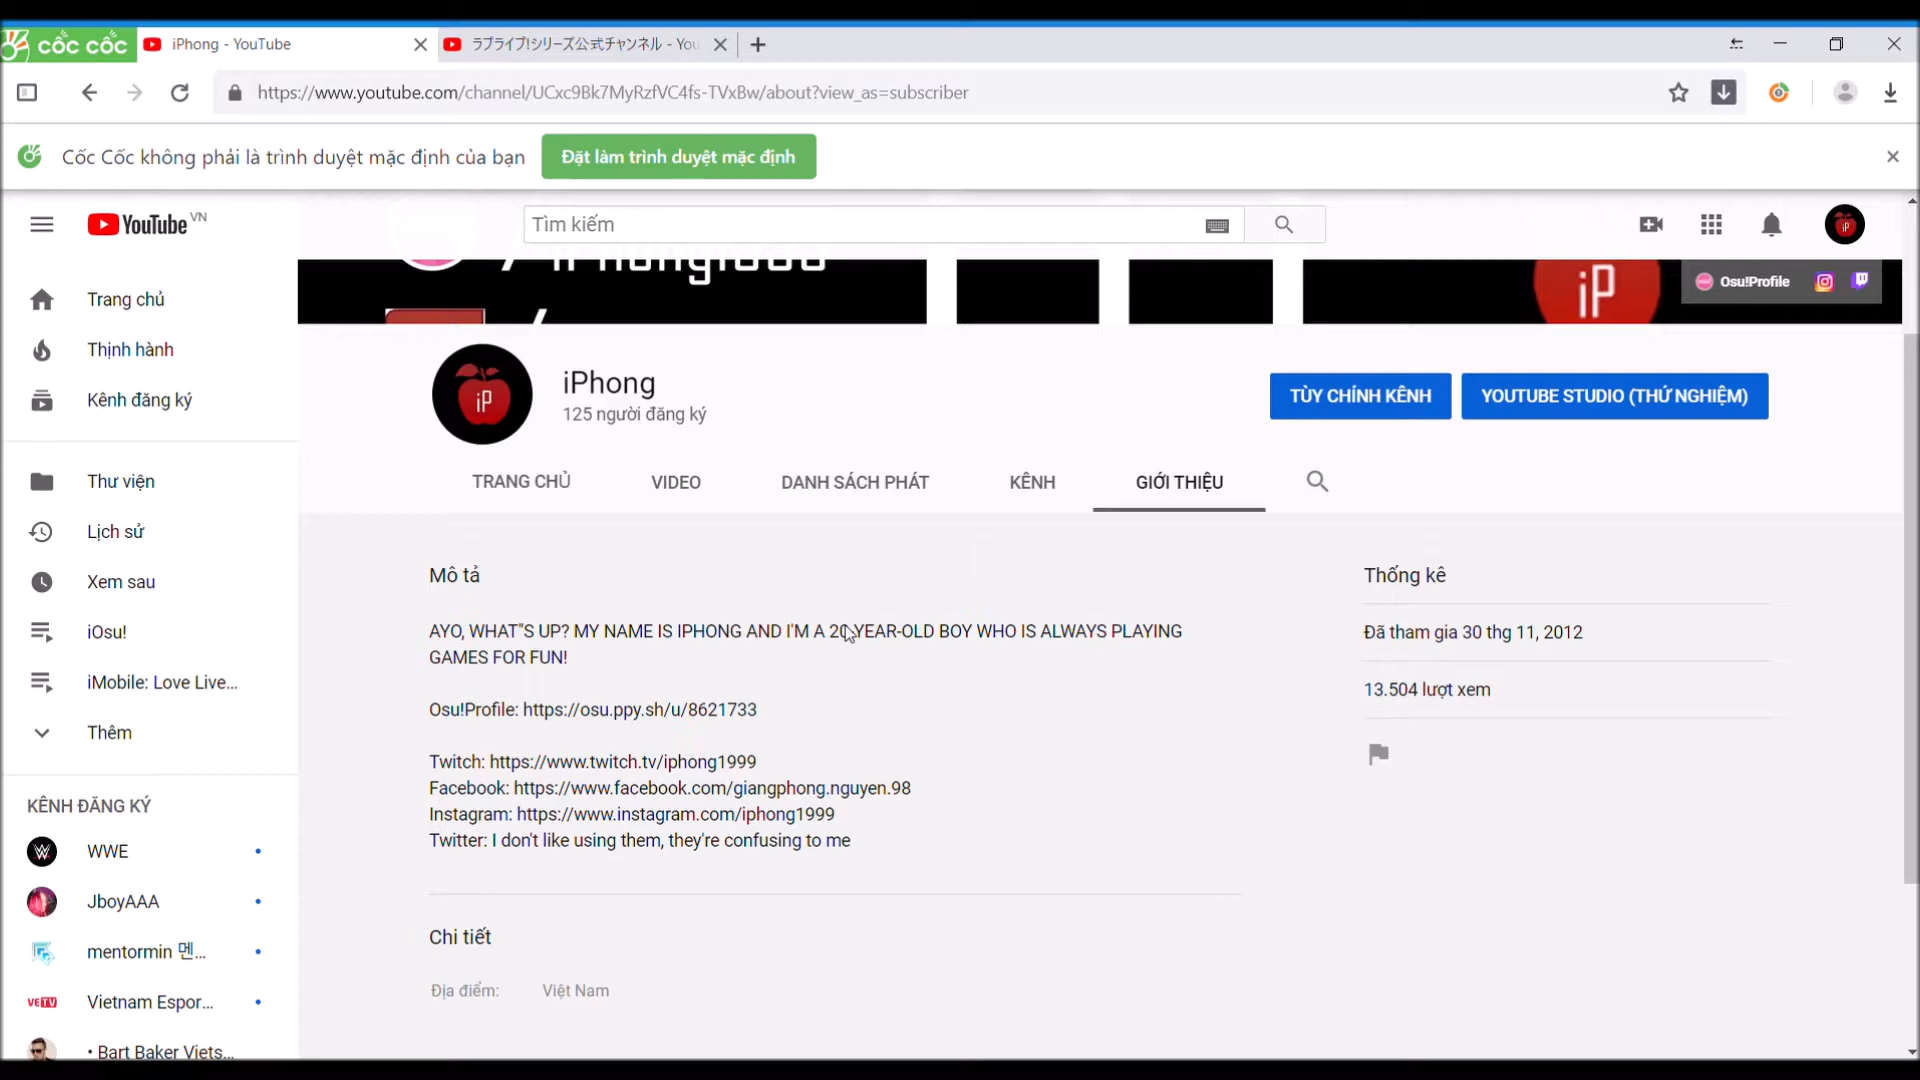 cốc cốc
iPhong - YouTube
ラブライブ!シリーズ公式チャンネル - You
https://www.youtube.com/channel/UCxc9Bk7MyRzfVC4fs-TVxBw/about?view_as=subscriber
Cốc Cốc không phải là trình duyệt mặc định của bạn
Đặt làm trình duyệt mặc định
YouTube VN
Tìm kiếm
iP
/ iPhong1999
/
iP
Osu!Profile
Trang chủ
Thịnh hành
Kênh đăng ký
Thư viện
Lịch sử
Xem sau
iOsu!
iMobile: Love Live...
Thêm
KÊNH ĐĂNG KÝ
WWE
JboyAAA
mentormin 멘...
VETV
Vietnam Espor...
• Bart Baker Viets...
iP
iPhong
125 người đăng ký
TÙY CHỈNH KÊNH
YOUTUBE STUDIO (THỬ NGHIỆM)
TRANG CHỦ
VIDEO
DANH SÁCH PHÁT
KÊNH
GIỚI THIỆU
Mô tả
AYO, WHAT"S UP? MY NAME IS IPHONG AND I'M A 20-YEAR-OLD BOY WHO IS ALWAYS PLAYING
GAMES FOR FUN!
Osu!Profile: https://osu.ppy.sh/u/8621733
Twitch: https://www.twitch.tv/iphong1999
Facebook: https://www.facebook.com/giangphong.nguyen.98
Instagram: https://www.instagram.com/iphong1999
Twitter: I don't like using them, they're confusing to me
Chi tiết
Địa điểm:
Việt Nam
Thống kê
Đã tham gia 30 thg 11, 2012
13.504 lượt xem